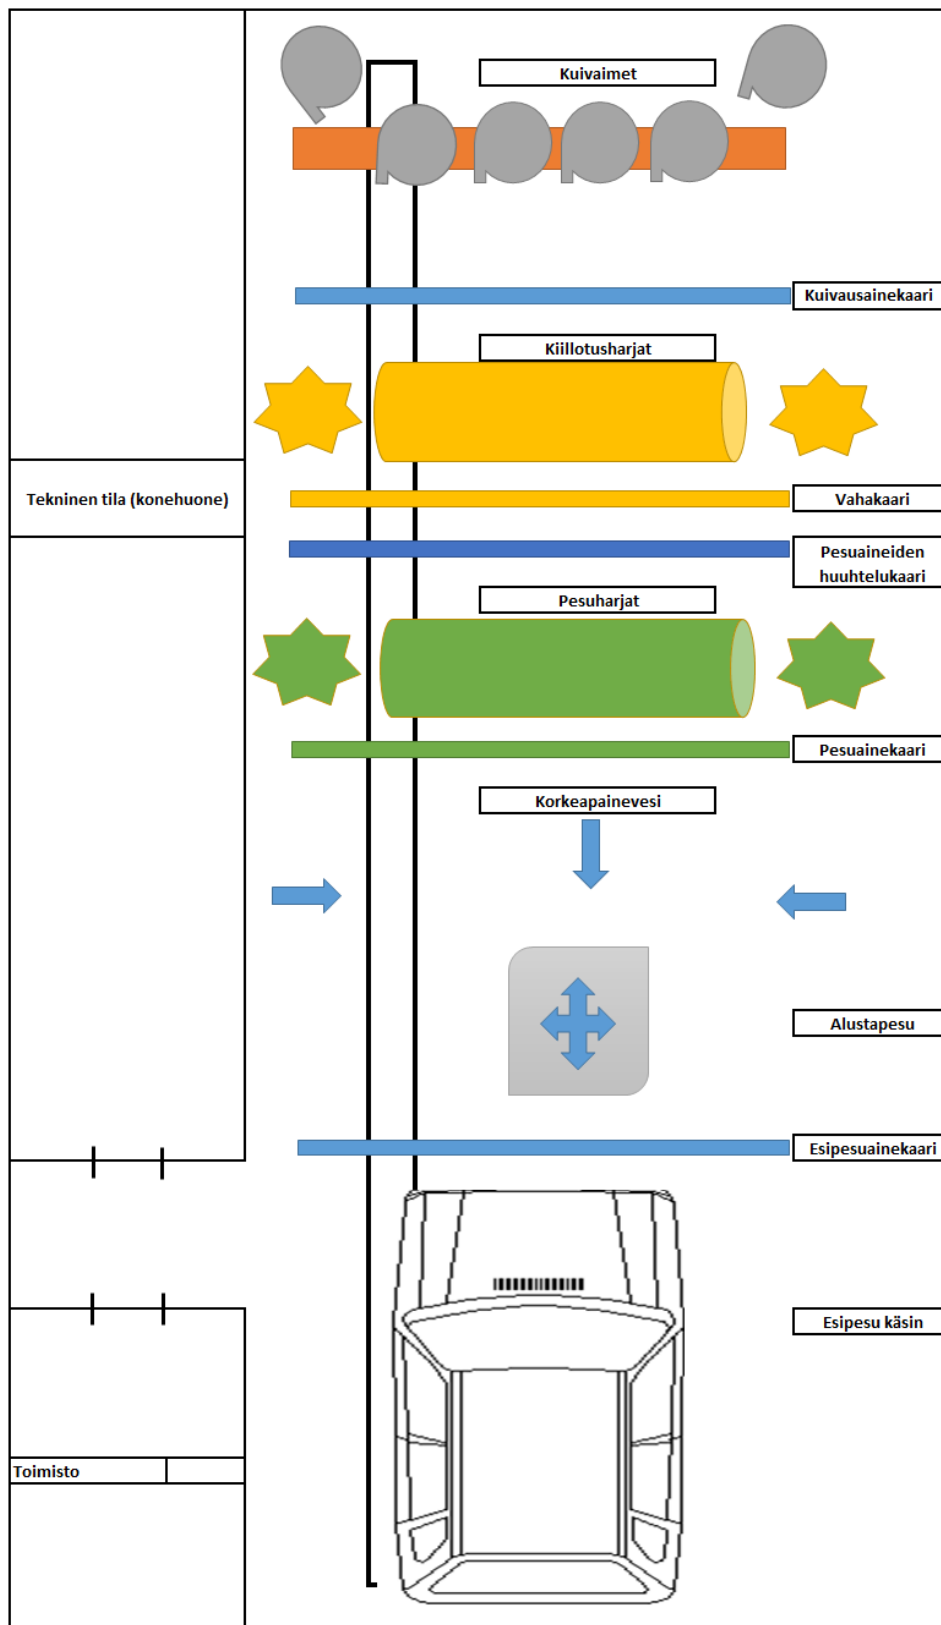 Kuivaimet
Kuivausainekaari
Kiillotusharjat
Tekninen tila (konehuone)
Vahakaari
Pesuaineiden
huuhtelukaari
Pesuharjat
Pesuainekaari
Korkeapainevesi
Alustapesu
Esipesuainekaari
Esipesu käsin
Toimisto